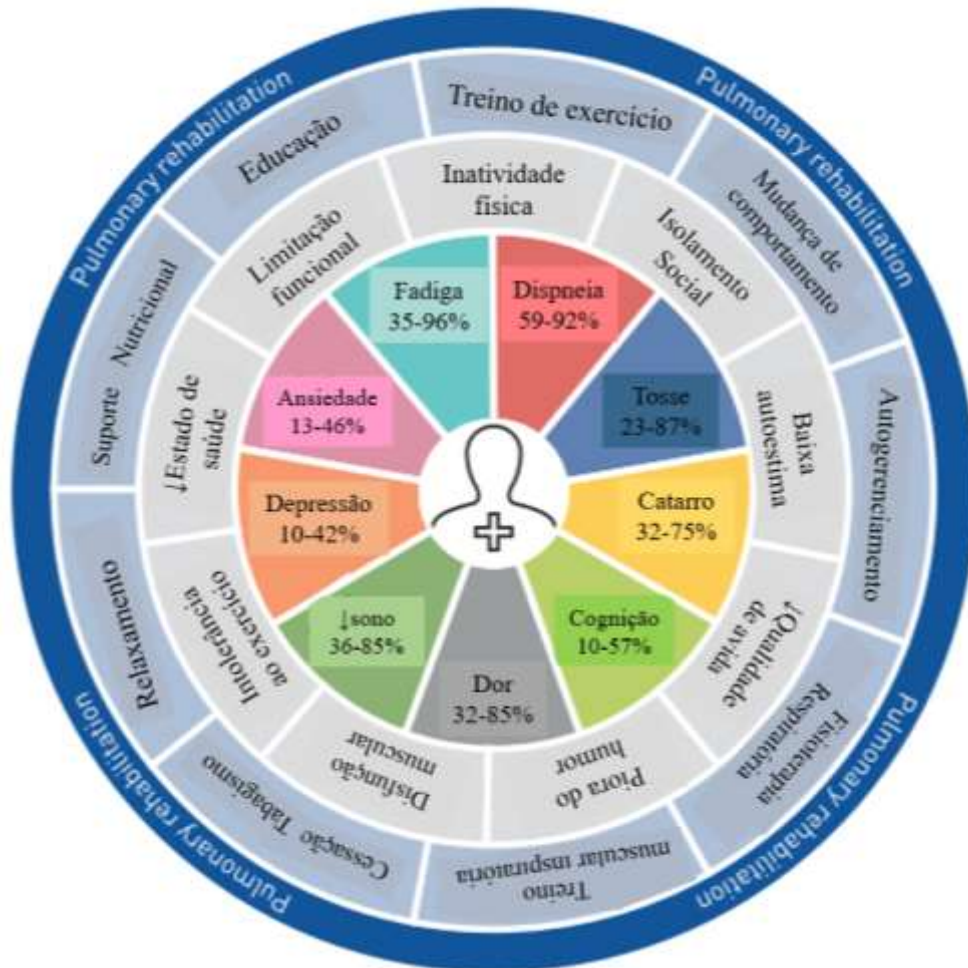 Pulmonary rehabilitation
Pulmonary rehabilitation
Pulmonary rehabilitation
Pulmonary rehabilitation
Treino de exercício
Mudança de
comportamento
Autogerenciamento
Fisioterapia
Respiratória
Treino
muscular inspiratória
Cessação Tabagismo
Relaxamento
Suporte Nutricional
Educação
Inatividade
física
Isolamento
Social
Baixa
autoestima
↓Qualidade
de avida
Piora do
humor
Disfunção
muscular
Intolerância
ao exercício
↓Estado de
saúde
Limitação
funcional
Dispneia
59-92%
Tosse
23-87%
Catarro
32-75%
Cognição
10-57%
Dor
32-85%
↓sono
36-85%
Depressão
10-42%
Ansiedade
13-46%
Fadiga
35-96%